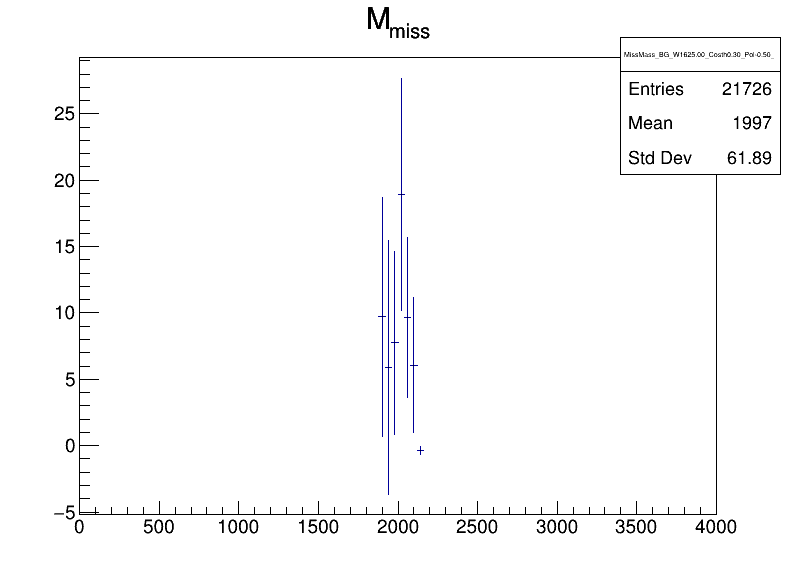 M_miss
MissMass_BG_W1625.00_Costh0.30_Pol-0.50_
Entries 21726
Mean 1997
Std Dev 61.89
25
20
15
10
5
0
−5
0 500 1000 1500 2000 2500 3000 3500 4000